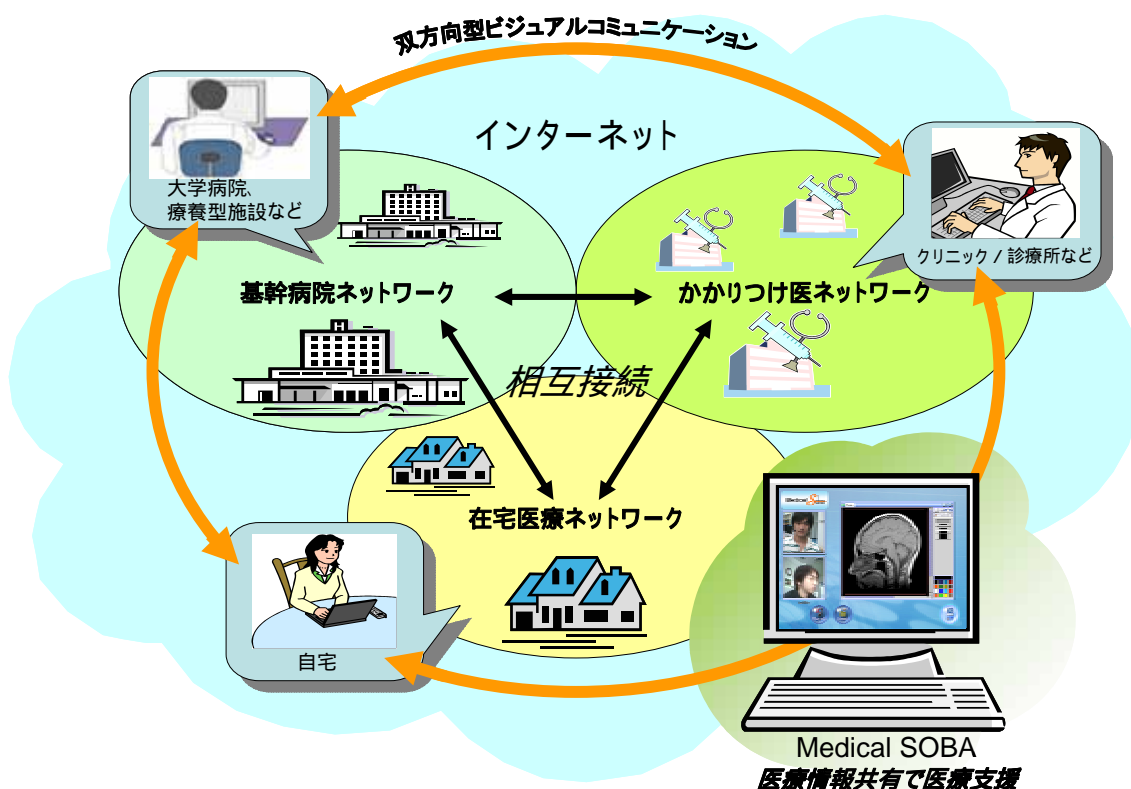 双方向型ビジュアルコミュニケーション
インターネット
大学病院、
療養型施設など
クリニック / 診療所など
基幹病院ネットワーク
かかりつけ医ネットワーク
相互接続
在宅医療ネットワーク
自宅
Medical SOBA
医療情報共有で医療支援